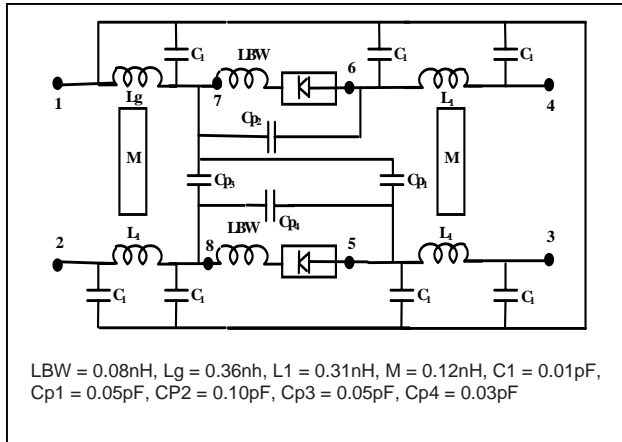 C₁ LBW 6 C₁ C₁
1 Lg 7 L₁ 4
Cp₂
M Cp₃ Cp₁ M
2 L₁ LBW Cp₄ L₁ 3
8 5
C₁ C₁ C₁ C₁
LBW = 0.08nH, Lg = 0.36nh, L1 = 0.31nH, M = 0.12nH, C1 = 0.01pF,
Cp1 = 0.05pF, CP2 = 0.10pF, Cp3 = 0.05pF, Cp4 = 0.03pF